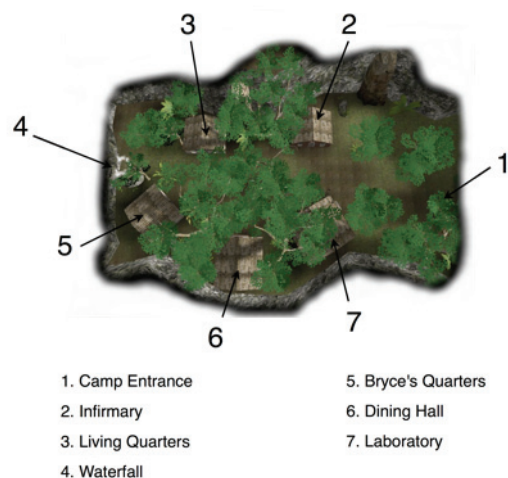 3
2
4
1
5
6
7
1. Camp Entrance
2. Infirmary
3. Living Quarters
4. Waterfall
5. Bryce's Quarters
6. Dining Hall
7. Laboratory